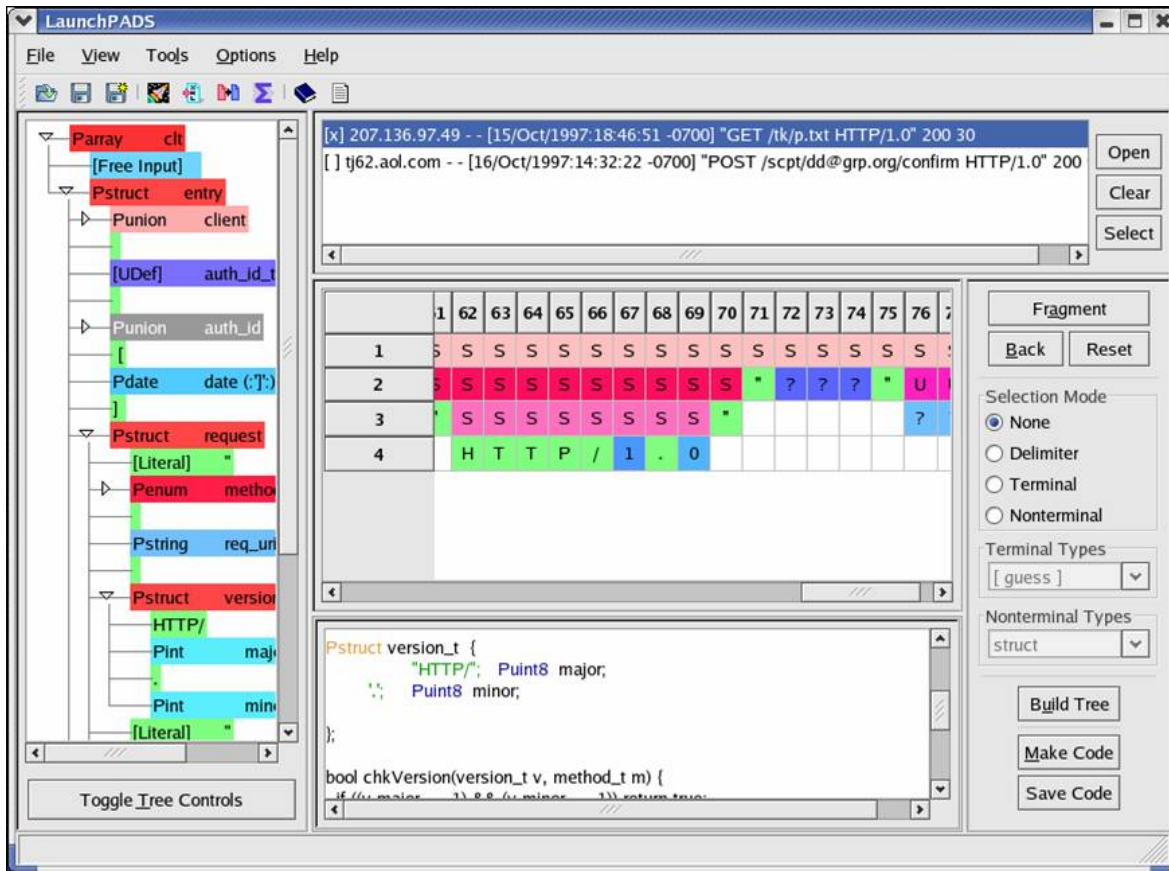 LaunchPADS
File View Tools Options Help
Parray clt
[Free Input]
Pstruct entry
Punion client
[UDef] auth_id_t
Punion auth_id
[
Pdate date (:']':)
]
Pstruct request
[Literal] "
Penum metho
Pstring req_uri
Pstruct version
HTTP/
Pint maj
.
Pint min
[Literal] "
Toggle Tree Controls
[x] 207.136.97.49 - - [15/Oct/1997:18:46:51 -0700] "GET /tk/p.txt HTTP/1.0" 200 30
[ ] tj62.aol.com - - [16/Oct/1997:14:32:22 -0700] "POST /scpt/dd@grp.org/confirm HTTP/1.0" 200
Open
Clear
Select
62 63 64 65 66 67 68 69 70 71 72 73 74 75 76
1 S S S S S S S S S S S S S S S S
2 S S S S S S S S S S " ? ? ? " U
3 " S S S S S S S S " ?
4 H T T P / 1 . 0
Fragment
Back Reset
Selection Mode
None
Delimiter
Terminal
Nonterminal
Terminal Types
[ guess ]
Nonterminal Types
struct
Build Tree
Make Code
Save Code
Pstruct version_t {
"HTTP/"; Puint8 major;
'.'; Puint8 minor;
};
bool chkVersion(version_t v, method_t m) {